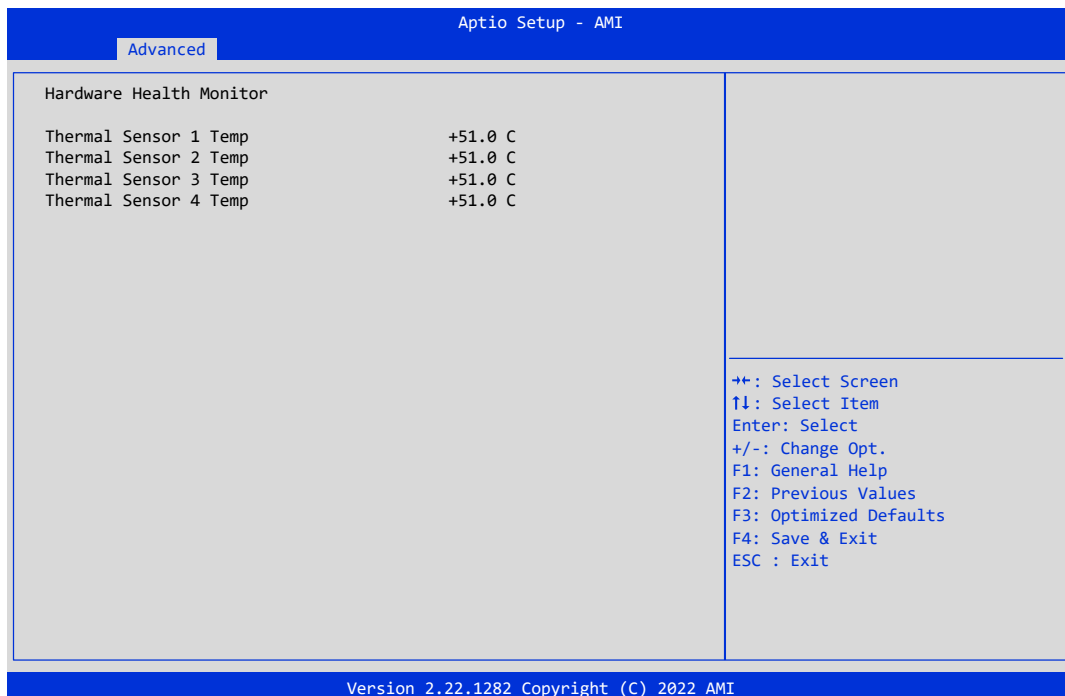 Aptio Setup - AMI
Advanced
Hardware Health Monitor
Thermal Sensor 1 Temp +51.0 C
Thermal Sensor 2 Temp +51.0 C
Thermal Sensor 3 Temp +51.0 C
Thermal Sensor 4 Temp +51.0 C
→←: Select Screen
↑↓: Select Item
Enter: Select
+/-: Change Opt.
F1: General Help
F2: Previous Values
F3: Optimized Defaults
F4: Save & Exit
ESC : Exit
Version 2.22.1282 Copyright (C) 2022 AMI